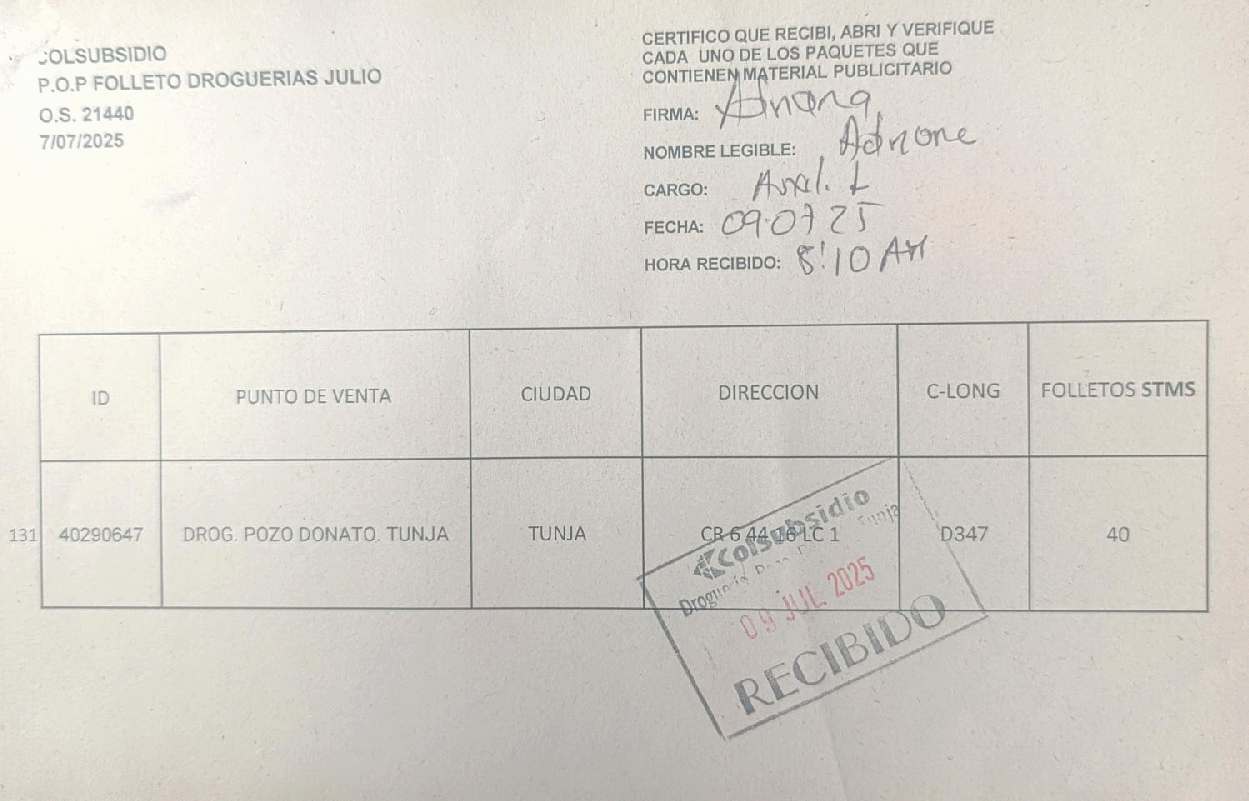 COLSUBSIDIO
P.O.P FOLLETO DROGUERIAS JULIO
O.S. 21440
7/07/2025
CERTIFICO QUE RECIBI, ABRI Y VERIFIQUE
CADA UNO DE LOS PAQUETES QUE
CONTIENEN MATERIAL PUBLICITARIO
FIRMA:
NOMBRE LEGIBLE:
CARGO:
FECHA: 09.07 25
HORA RECIBIDO: 8:10 AM
ID PUNTO DE VENTA CIUDAD DIRECCION C-LONG FOLLETOS STMS
131 40290647 DROG. POZO DONATO. TUNJA TUNJA CR 6 44 16 LC 1 D347 40
Colsubsidio
Tunja
09 JUL. 2025
RECIBIDO